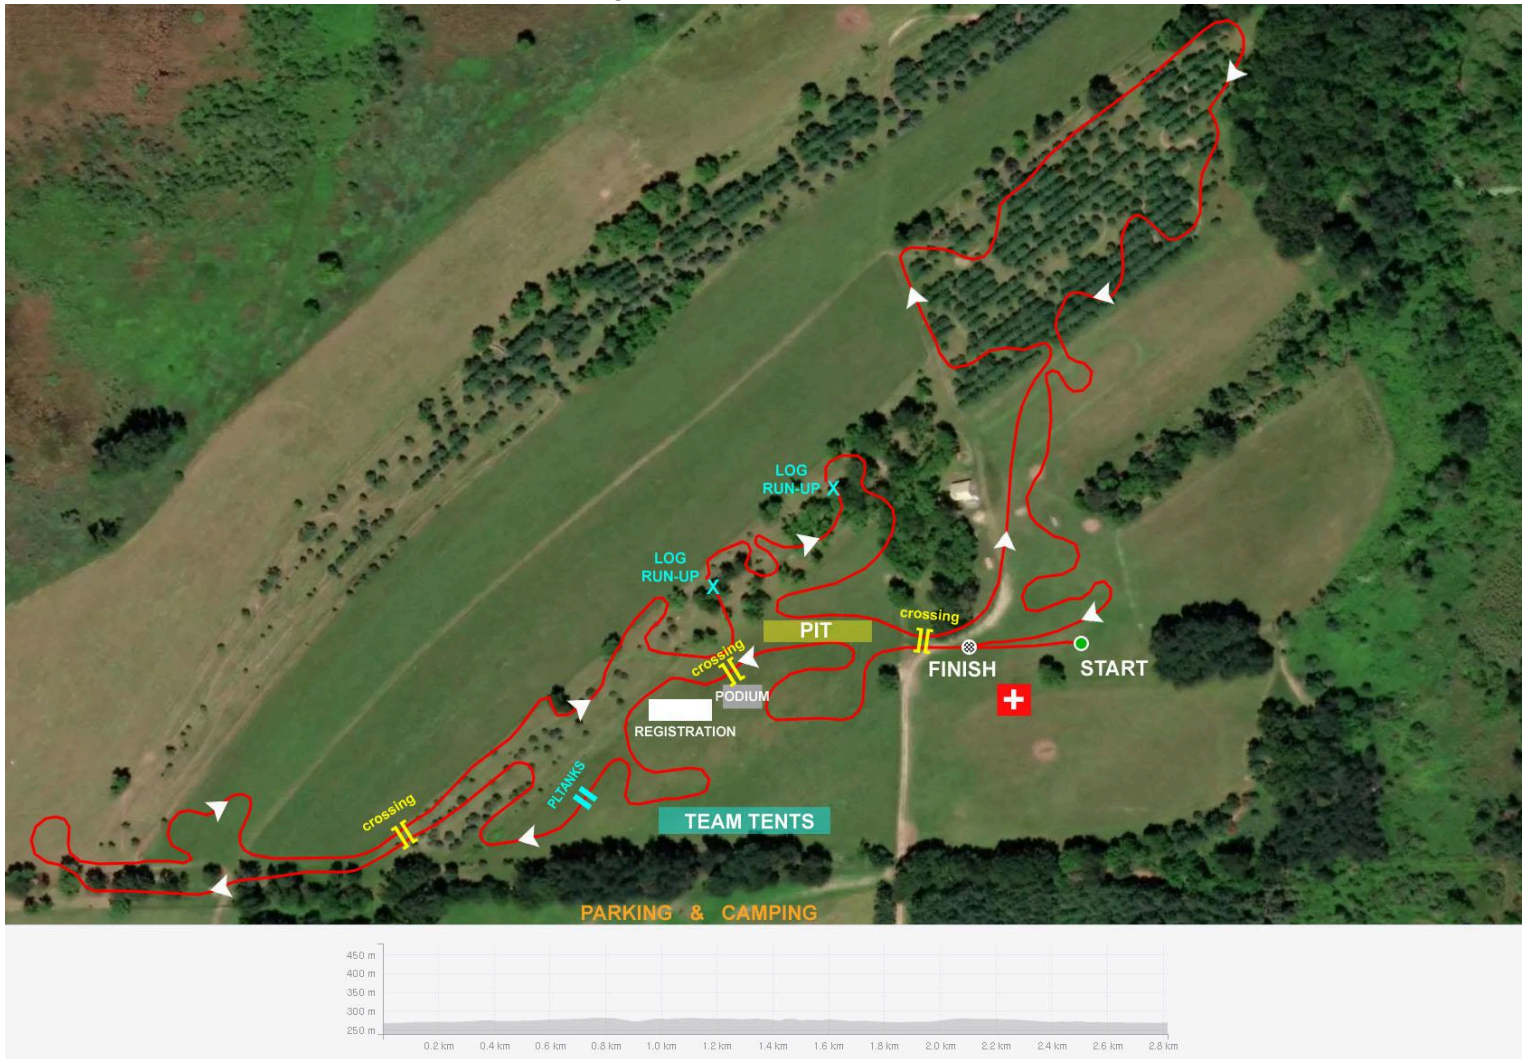 LOG
RUN-UP X
LOG
RUN-UP
X
crossing
PIT
FINISH
START
crossing
PODIUM
REGISTRATION
PLTANKS
crossing
TEAM TENTS
PARKING & CAMPING
450 m
400 m
350 m
300 m
250 m
0.2 km 0.4 km 0.6 km 0.8 km 1.0 km 1.2 km 1.4 km 1.6 km 1.8 km 2.0 km 2.2 km 2.4 km 2.6 km 2.8 km